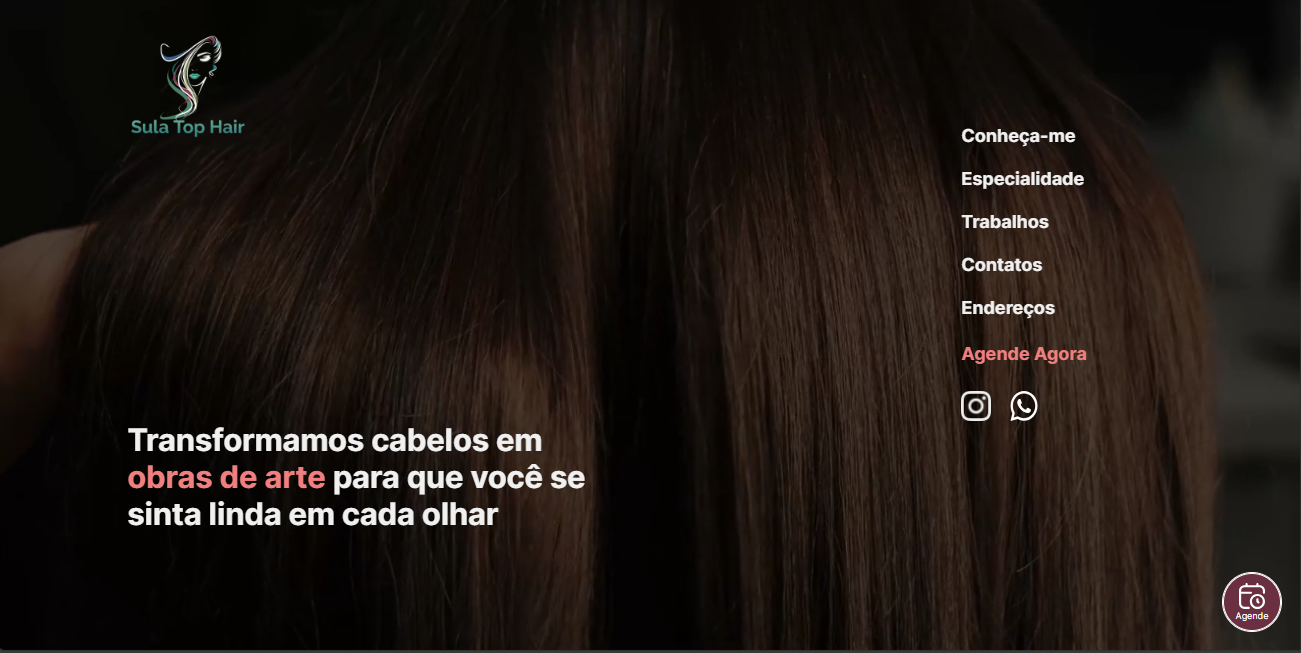 Sula Top Hair
Conheça-me
Especialidade
Trabalhos
Contatos
Endereços
Agende Agora
Transformamos cabelos em
obras de arte para que você se
sinta linda em cada olhar
Agende